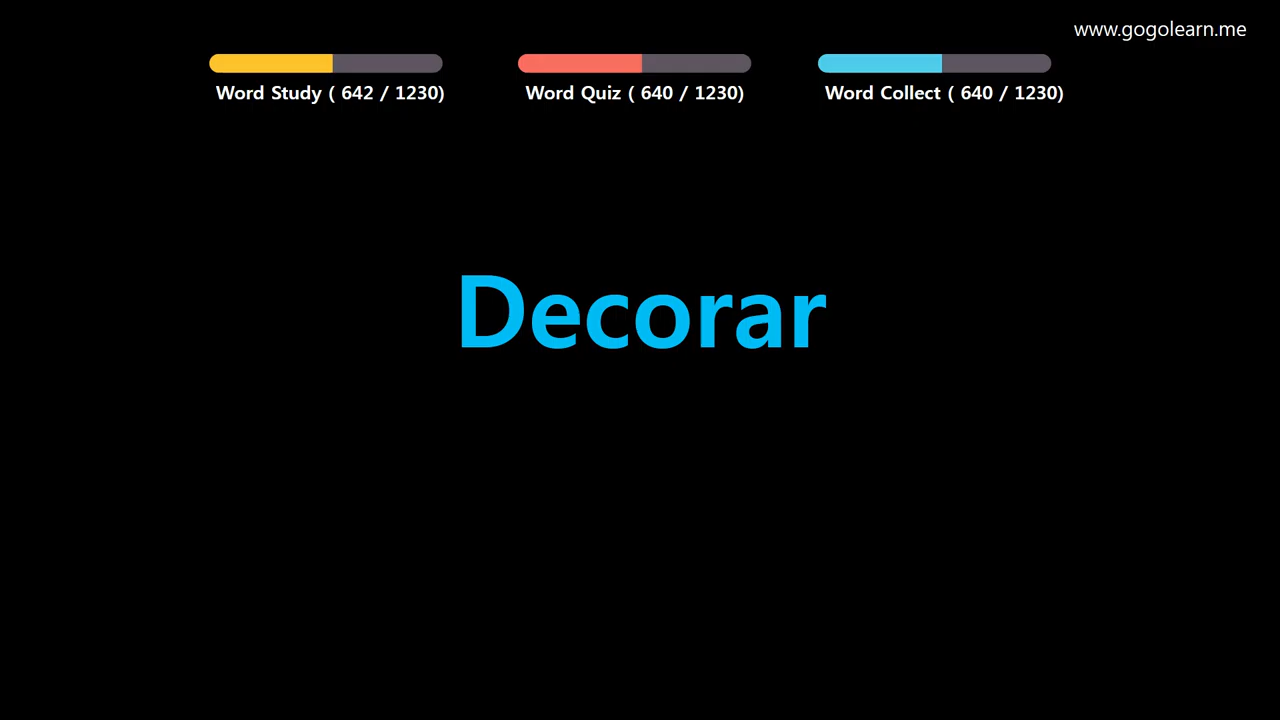 www.gogolearn.me
Word Study ( 642 / 1230)
Word Quiz ( 640 / 1230)
Word Collect ( 640 / 1230)
Decorar